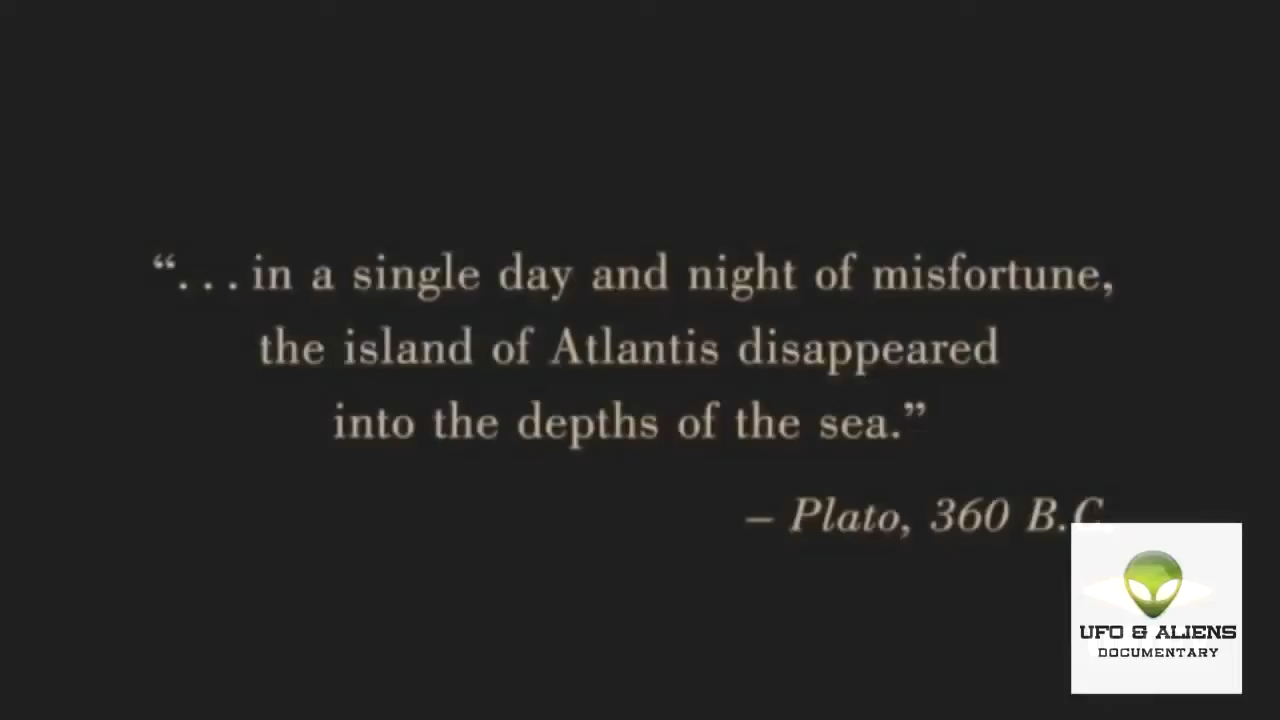 “. . . in a single day and night of misfortune,
the island of Atlantis disappeared
into the depths of the sea.”
– Plato, 360 B.C
UFO & ALIENS
DOCUMENTARY